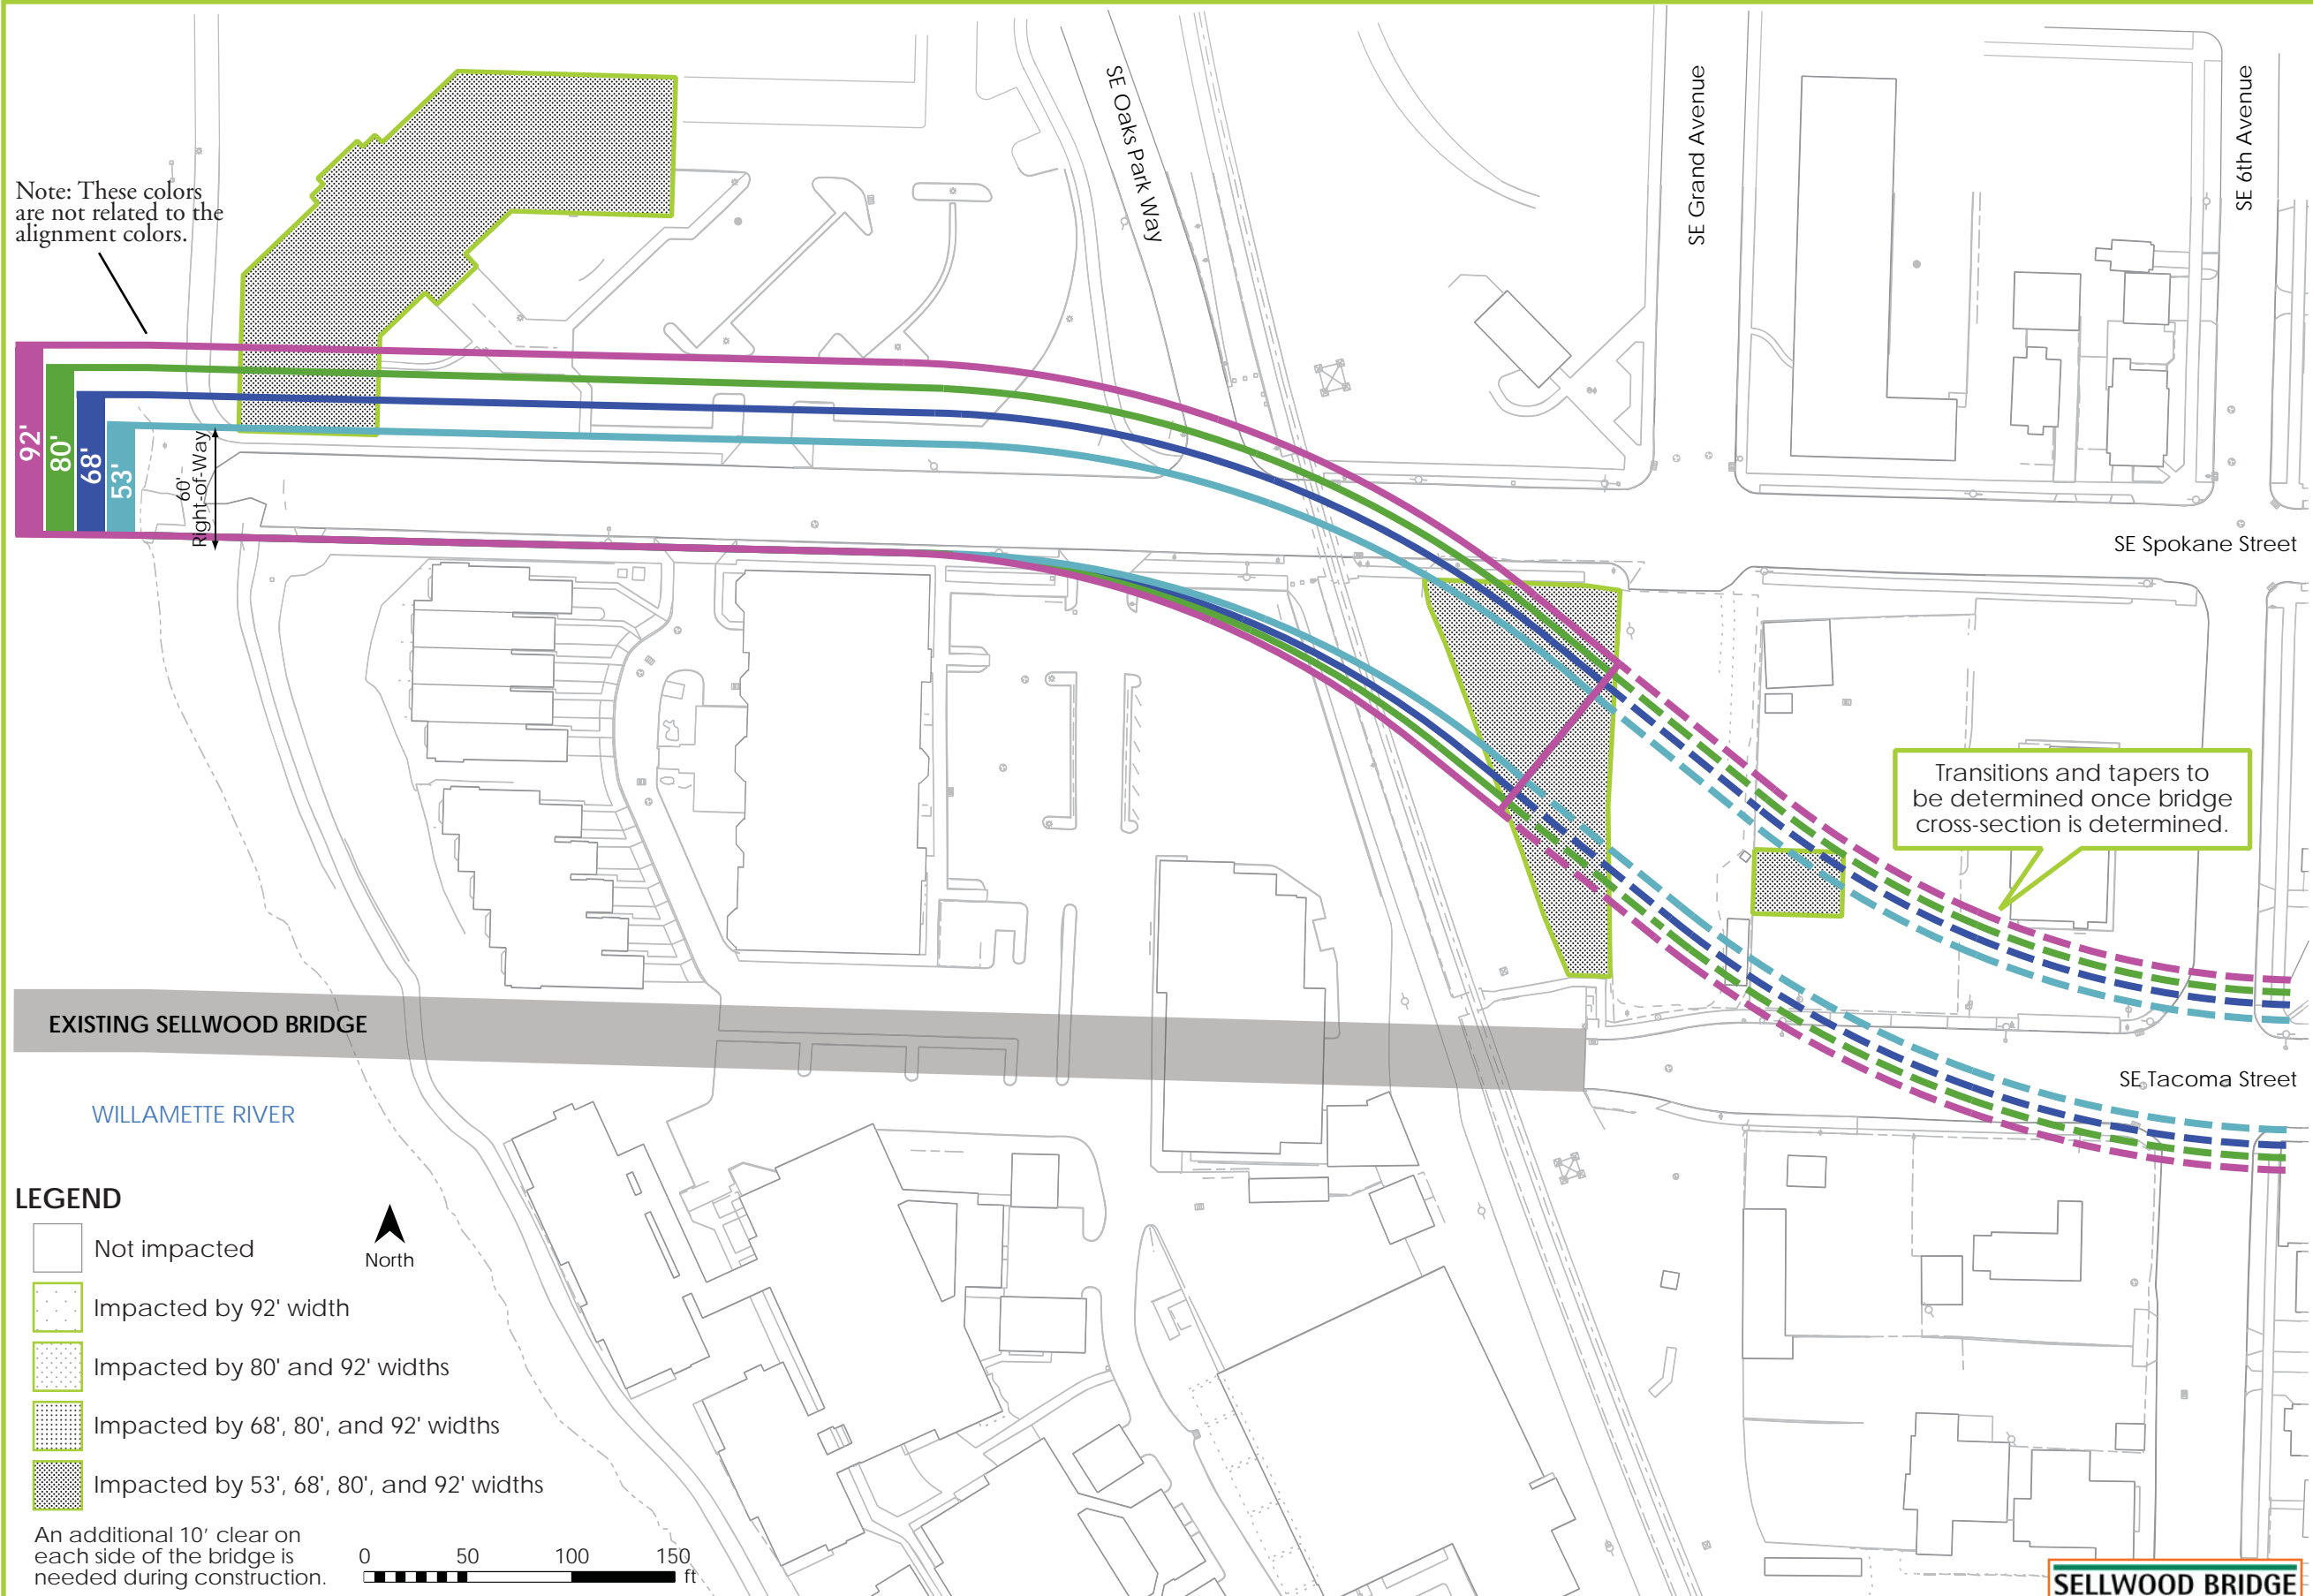 SE Oaks Park Way
SE Grand Avenue
SE 6th Avenue
Note: These colors
are not related to the
alignment colors.
92'
80'
68'
53'
60'
Right-of-Way
SE Spokane Street
Transitions and tapers to
be determined once bridge
cross-section is determined.
EXISTING SELLWOOD BRIDGE
SE Tacoma Street
WILLAMETTE RIVER
LEGEND
Not impacted
North
Impacted by 92' width
Impacted by 80' and 92' widths
Impacted by 68', 80', and 92' widths
Impacted by 53', 68', 80', and 92' widths
An additional 10' clear on
each side of the bridge is
needed during construction.
0 50 100 150
ft
SELLWOOD BRIDGE